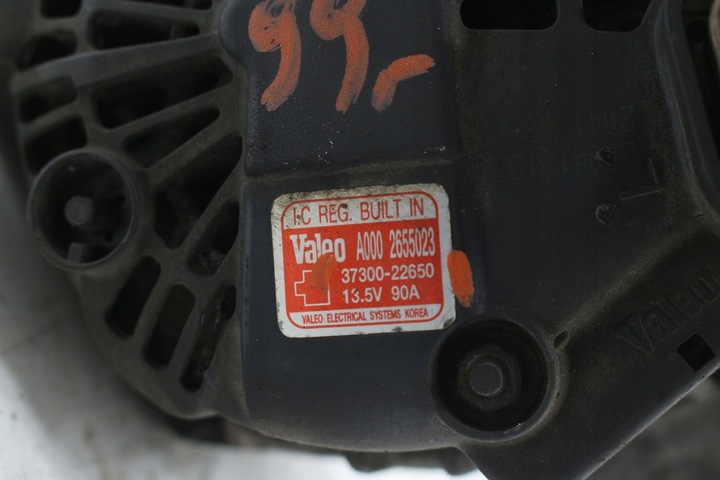 99,-
I.C REG. BUILT IN
Valeo A000 2655023
37300-22650
13.5V 90A
VALEO ELECTRICAL SYSTEMS KOREA
Valeo